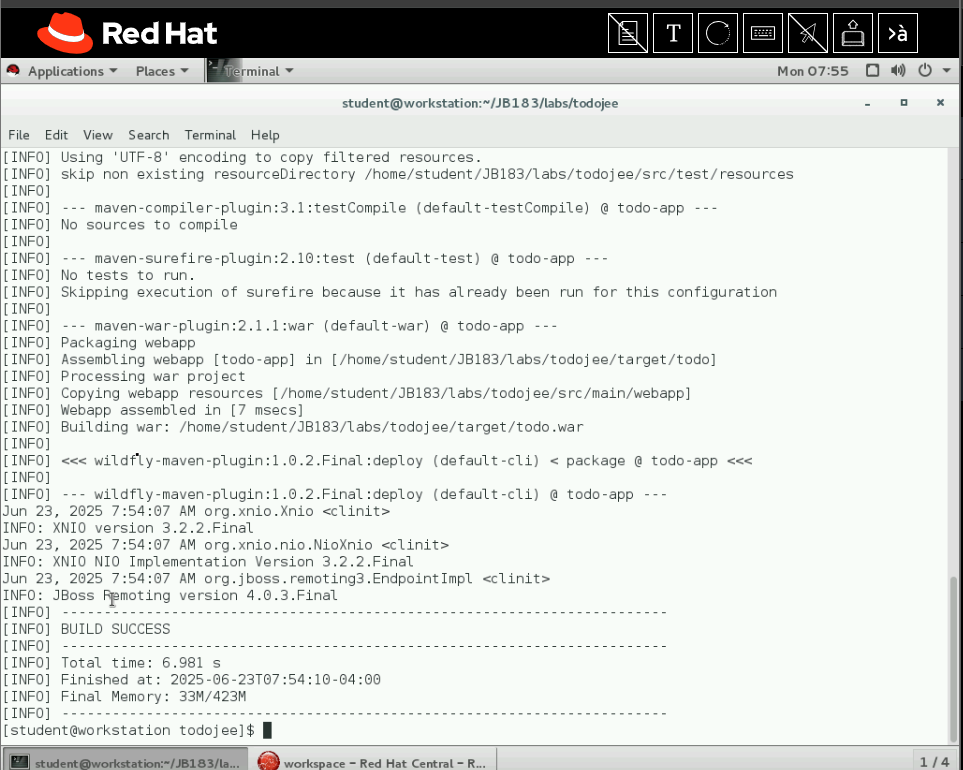 Red Hat
T
›à
Applications Places Terminal Mon 07:55
student@workstation:~/JB183/labs/todojee
File Edit View Search Terminal Help
[INFO] Using 'UTF-8' encoding to copy filtered resources.
[INFO] skip non existing resourceDirectory /home/student/JB183/labs/todojee/src/test/resources
[INFO]
[INFO] --- maven-compiler-plugin:3.1:testCompile (default-testCompile) @ todo-app ---
[INFO] No sources to compile
[INFO]
[INFO] --- maven-surefire-plugin:2.10:test (default-test) @ todo-app ---
[INFO] No tests to run.
[INFO] Skipping execution of surefire because it has already been run for this configuration
[INFO]
[INFO] --- maven-war-plugin:2.1.1:war (default-war) @ todo-app ---
[INFO] Packaging webapp
[INFO] Assembling webapp [todo-app] in [/home/student/JB183/labs/todojee/target/todo]
[INFO] Processing war project
[INFO] Copying webapp resources [/home/student/JB183/labs/todojee/src/main/webapp]
[INFO] Webapp assembled in [7 msecs]
[INFO] Building war: /home/student/JB183/labs/todojee/target/todo.war
[INFO]
[INFO] <<< wildfly-maven-plugin:1.0.2.Final:deploy (default-cli) < package @ todo-app <<<
[INFO]
[INFO] --- wildfly-maven-plugin:1.0.2.Final:deploy (default-cli) @ todo-app ---
Jun 23, 2025 7:54:07 AM org.xnio.Xnio <clinit>
INFO: XNIO version 3.2.2.Final
Jun 23, 2025 7:54:07 AM org.xnio.nio.NioXnio <clinit>
INFO: XNIO NIO Implementation Version 3.2.2.Final
Jun 23, 2025 7:54:07 AM org.jboss.remoting3.EndpointImpl <clinit>
INFO: JBoss Remoting version 4.0.3.Final
[INFO] ------------------------------------------------------------------------
[INFO] BUILD SUCCESS
[INFO] ------------------------------------------------------------------------
[INFO] Total time: 6.981 s
[INFO] Finished at: 2025-06-23T07:54:10-04:00
[INFO] Final Memory: 33M/423M
[INFO] ------------------------------------------------------------------------
[student@workstation todojee]$
student@workstation:~/JB183/la... workspace – Red Hat Central – R... 1 / 4